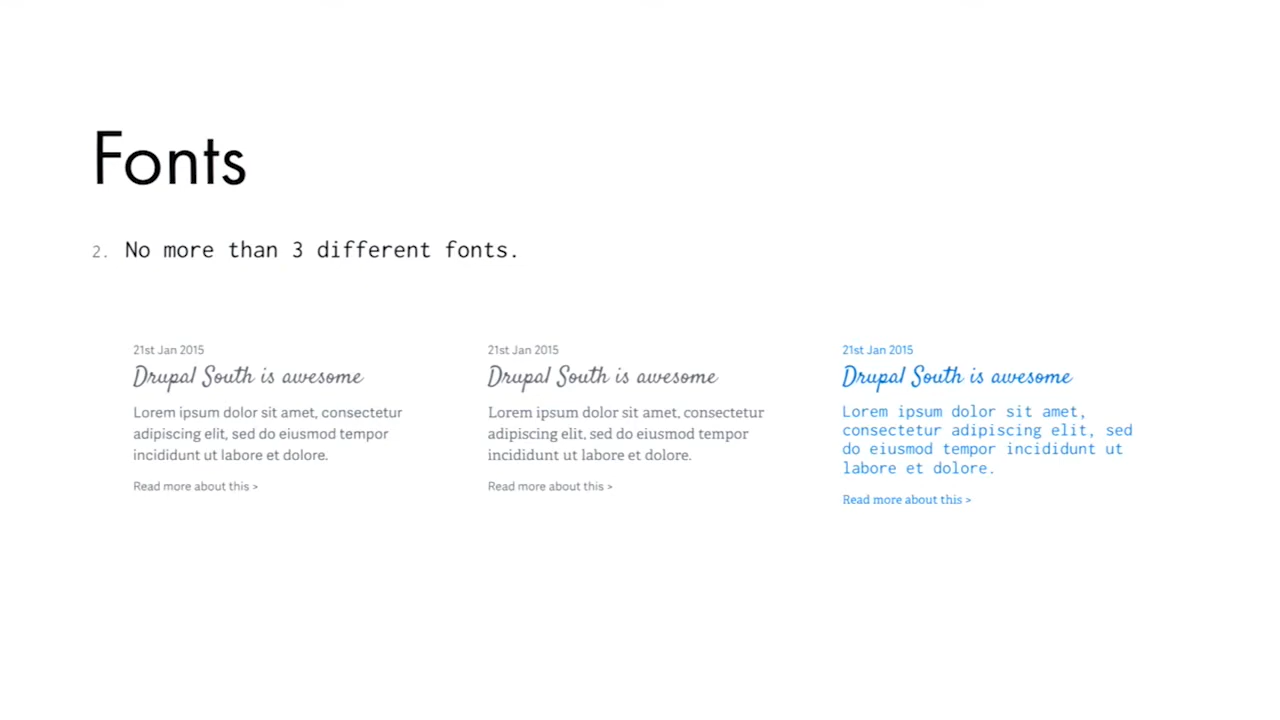 Fonts
2. No more than 3 different fonts.
21st Jan 2015
Drupal South is awesome
Lorem ipsum dolor sit amet, consectetur
adipiscing elit, sed do eiusmod tempor
incididunt ut labore et dolore.
Read more about this >
21st Jan 2015
Drupal South is awesome
Lorem ipsum dolor sit amet, consectetur
adipiscing elit, sed do eiusmod tempor
incididunt ut labore et dolore.
Read more about this >
21st Jan 2015
Drupal South is awesome
Lorem ipsum dolor sit amet,
consectetur adipiscing elit, sed
do eiusmod tempor incididunt ut
labore et dolore.
Read more about this >